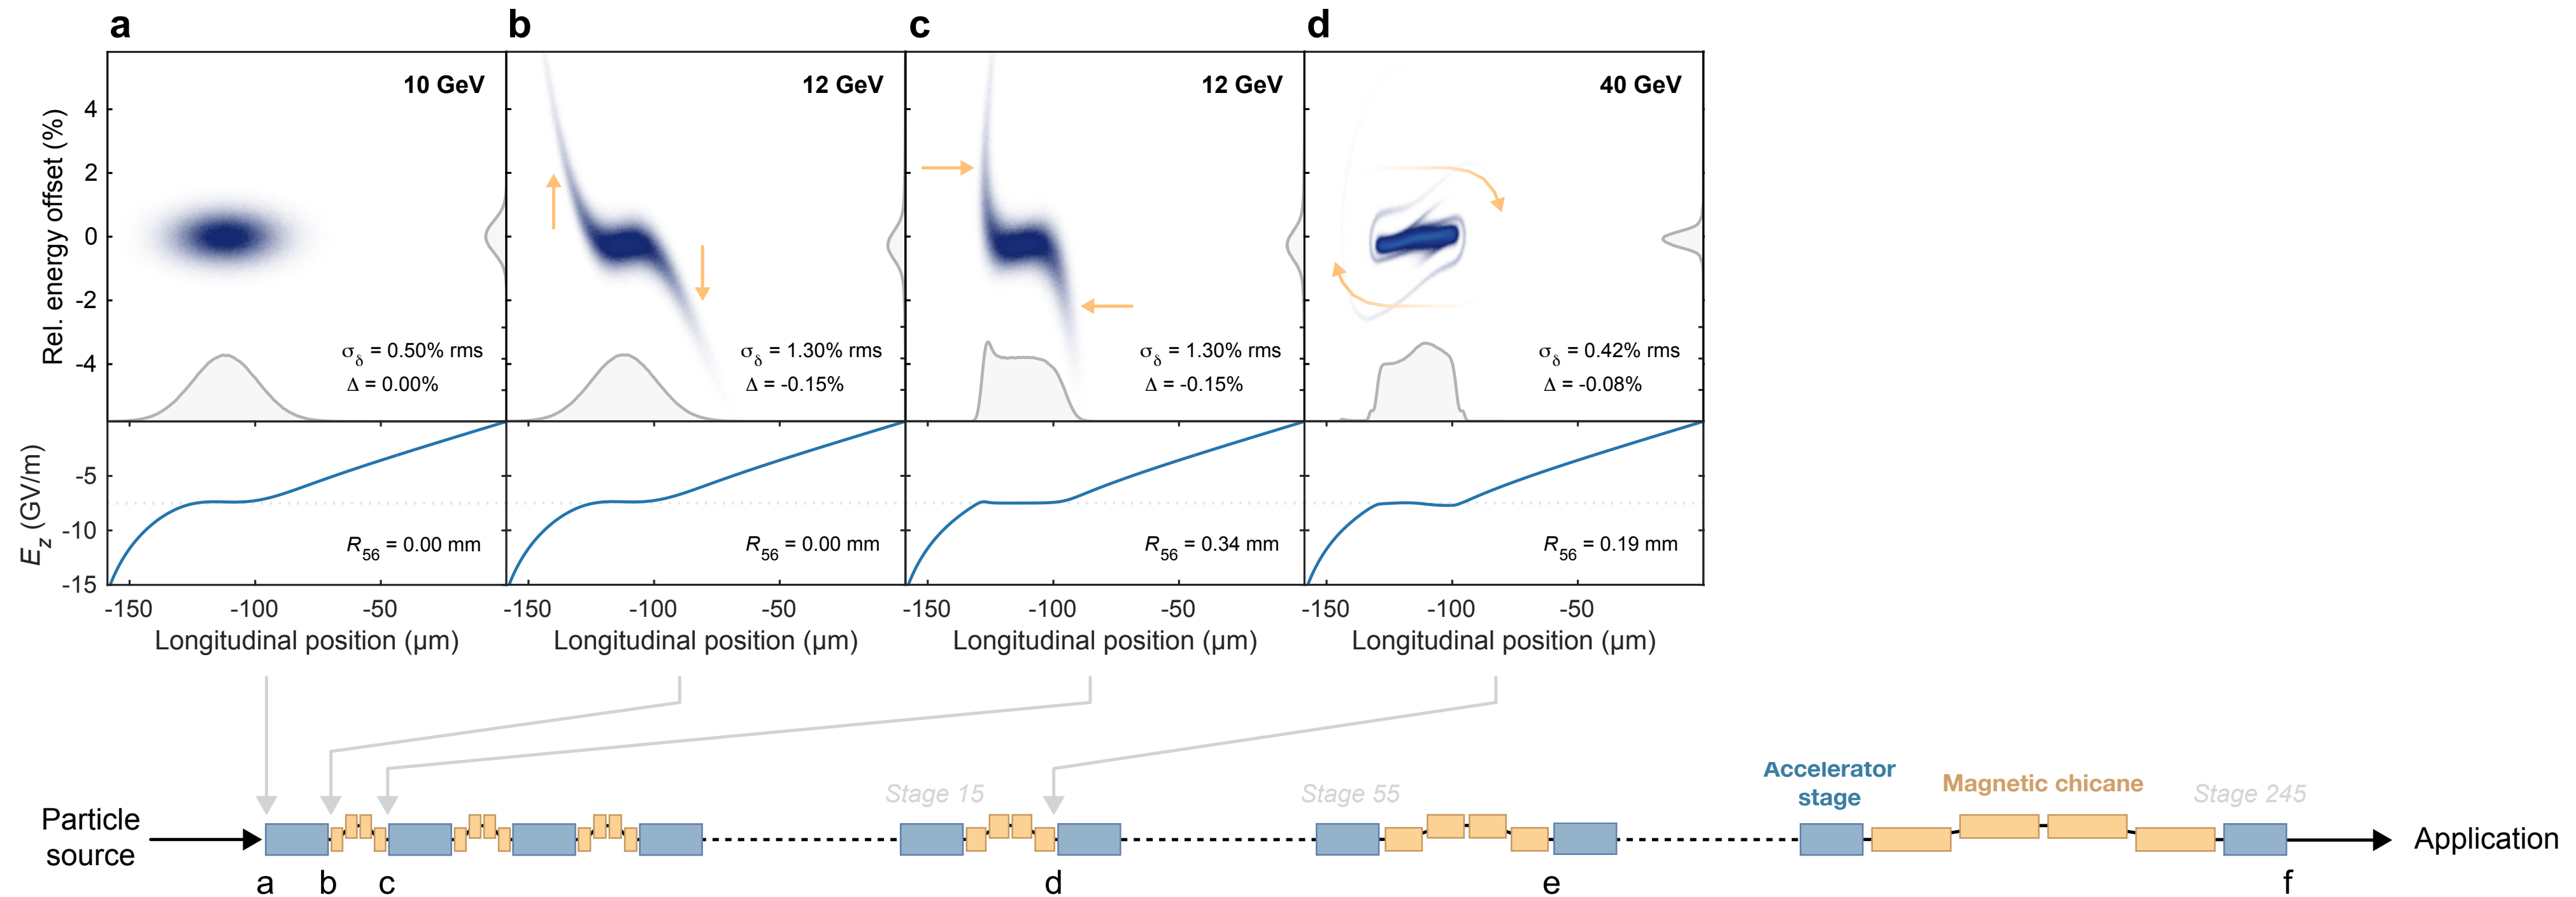 a b c d
10 GeV 12 GeV 12 GeV 40 GeV
Rel. energy offset (%)
4
2
0
-2
-4
σδ = 0.50% rms
Δ = 0.00%
σδ = 1.30% rms
Δ = -0.15%
σδ = 1.30% rms
Δ = -0.15%
σδ = 0.42% rms
Δ = -0.08%
Ez (GV/m)
-5
-10
-15
R56 = 0.00 mm
R56 = 0.00 mm
R56 = 0.34 mm
R56 = 0.19 mm
-150 -100 -50 -150 -100 -50 -150 -100 -50 -150 -100 -50
Longitudinal position (μm) Longitudinal position (μm) Longitudinal position (μm) Longitudinal position (μm)
Particle
source
Stage 15
Stage 55
Accelerator
stage
Magnetic chicane
Stage 245
Application
a b c d e f